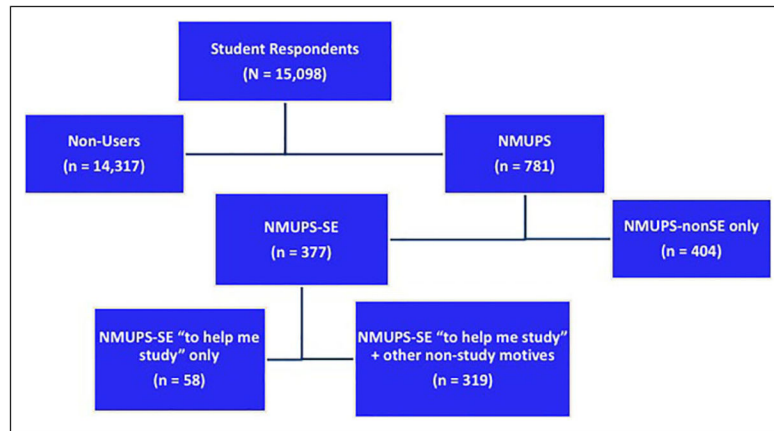 Student Respondents
(N = 15,098)
Non-Users
(n = 14,317)
NMUPS
(n = 781)
NMUPS-SE
(n = 377)
NMUPS-nonSE only
(n = 404)
NMUPS-SE “to help me
study” only
(n = 58)
NMUPS-SE “to help me study”
+ other non-study motives
(n = 319)